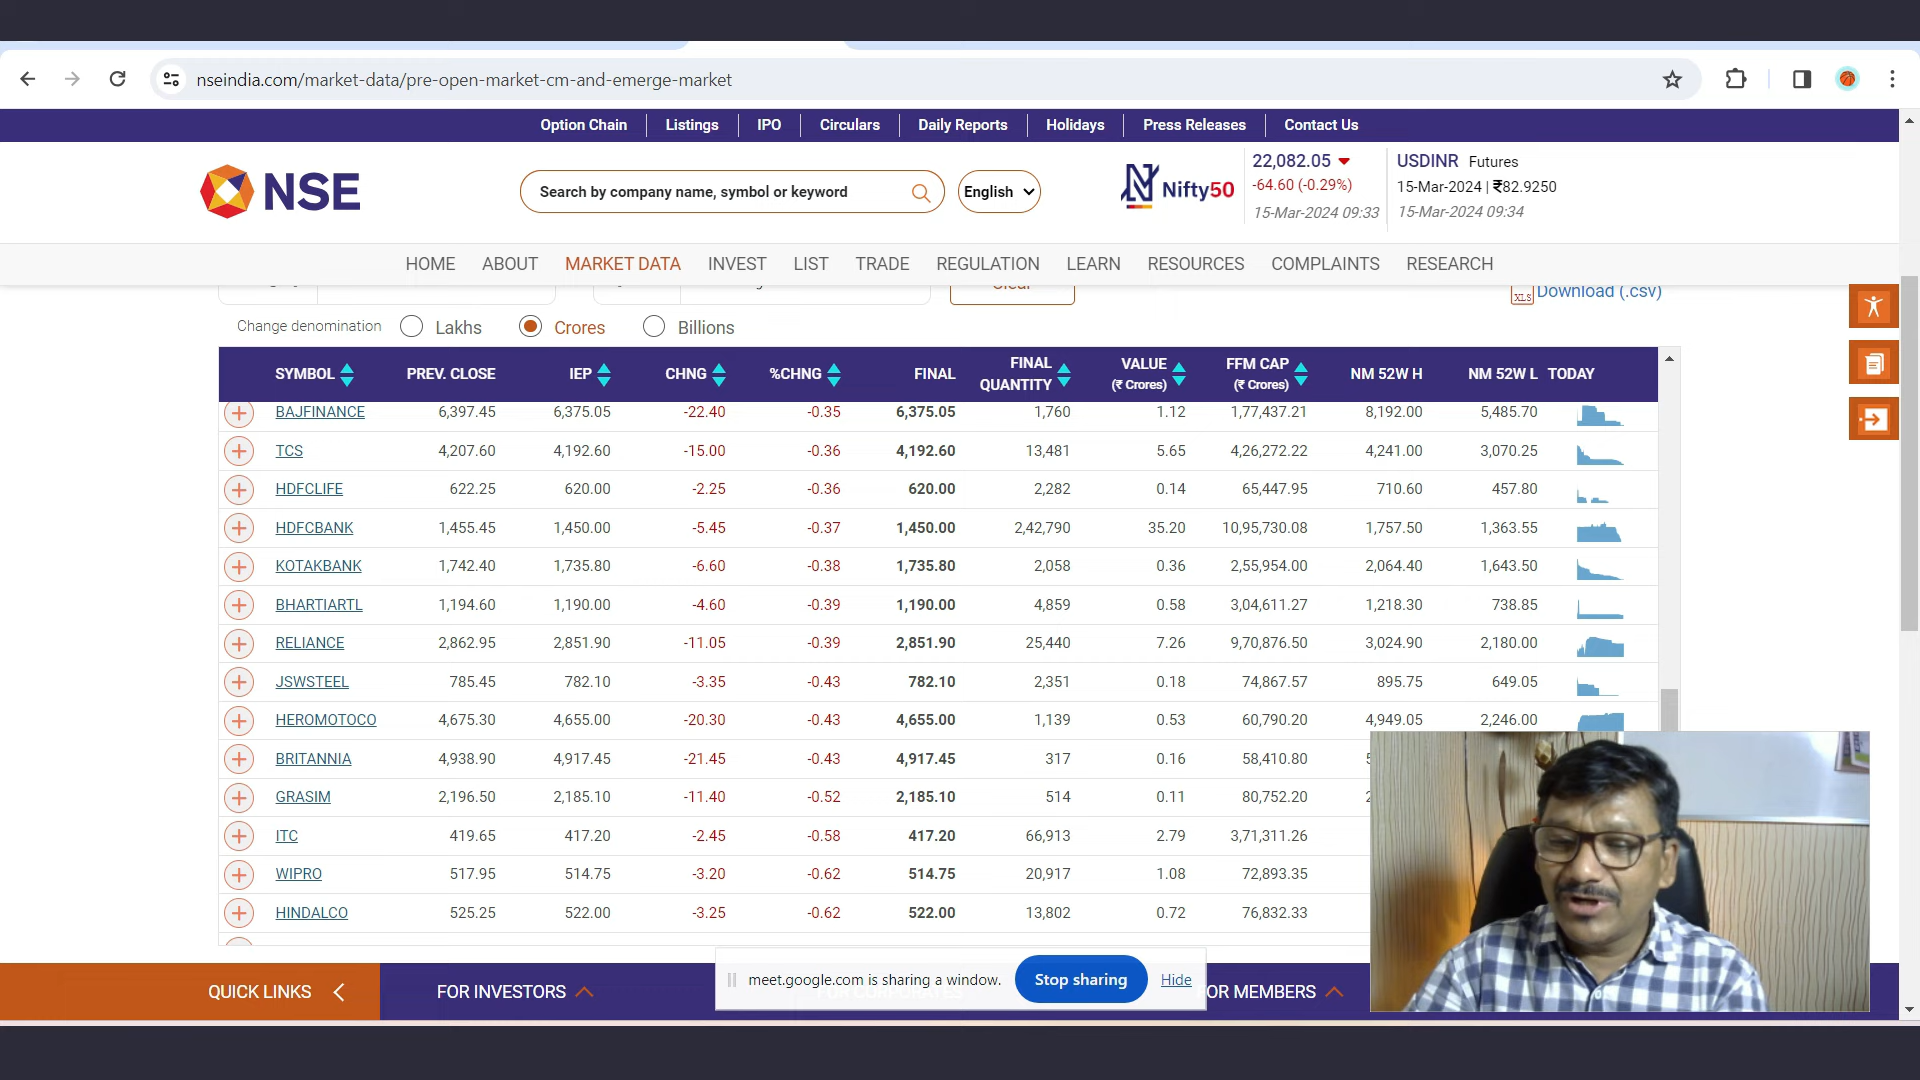 nseindia.com/market-data/pre-open-market-cm-and-emerge-market
Option Chain Listings IPO Circulars Daily Reports Holidays Press Releases Contact Us
NSE
Search by company name, symbol or keyword
English
Nifty50
22,082.05
-64.60 (-0.29%)
15-Mar-2024 09:33
USDINR Futures
15-Mar-2024 | ₹82.9250
15-Mar-2024 09:34
HOME ABOUT MARKET DATA INVEST LIST TRADE REGULATION LEARN RESOURCES COMPLAINTS RESEARCH
Clear
XLS Download (.csv)
Change denomination Lakhs Crores Billions
SYMBOL PREV. CLOSE IEP CHNG %CHNG FINAL FINAL QUANTITY VALUE (₹ Crores) FFM CAP (₹ Crores) NM 52W H NM 52W L TODAY
BAJFINANCE 6,397.45 6,375.05 -22.40 -0.35 6,375.05 1,760 1.12 1,77,437.21 8,192.00 5,485.70
TCS 4,207.60 4,192.60 -15.00 -0.36 4,192.60 13,481 5.65 4,26,272.22 4,241.00 3,070.25
HDFCLIFE 622.25 620.00 -2.25 -0.36 620.00 2,282 0.14 65,447.95 710.60 457.80
HDFCBANK 1,455.45 1,450.00 -5.45 -0.37 1,450.00 2,42,790 35.20 10,95,730.08 1,757.50 1,363.55
KOTAKBANK 1,742.40 1,735.80 -6.60 -0.38 1,735.80 2,058 0.36 2,55,954.00 2,064.40 1,643.50
BHARTIARTL 1,194.60 1,190.00 -4.60 -0.39 1,190.00 4,859 0.58 3,04,611.27 1,218.30 738.85
RELIANCE 2,862.95 2,851.90 -11.05 -0.39 2,851.90 25,440 7.26 9,70,876.50 3,024.90 2,180.00
JSWSTEEL 785.45 782.10 -3.35 -0.43 782.10 2,351 0.18 74,867.57 895.75 649.05
HEROMOTOCO 4,675.30 4,655.00 -20.30 -0.43 4,655.00 1,139 0.53 60,790.20 4,949.05 2,246.00
BRITANNIA 4,938.90 4,917.45 -21.45 -0.43 4,917.45 317 0.16 58,410.80
GRASIM 2,196.50 2,185.10 -11.40 -0.52 2,185.10 514 0.11 80,752.20
ITC 419.65 417.20 -2.45 -0.58 417.20 66,913 2.79 3,71,311.26
WIPRO 517.95 514.75 -3.20 -0.62 514.75 20,917 1.08 72,893.35
HINDALCO 525.25 522.00 -3.25 -0.62 522.00 13,802 0.72 76,832.33
meet.google.com is sharing a window. Stop sharing Hide
QUICK LINKS FOR INVESTORS FOR MEMBERS